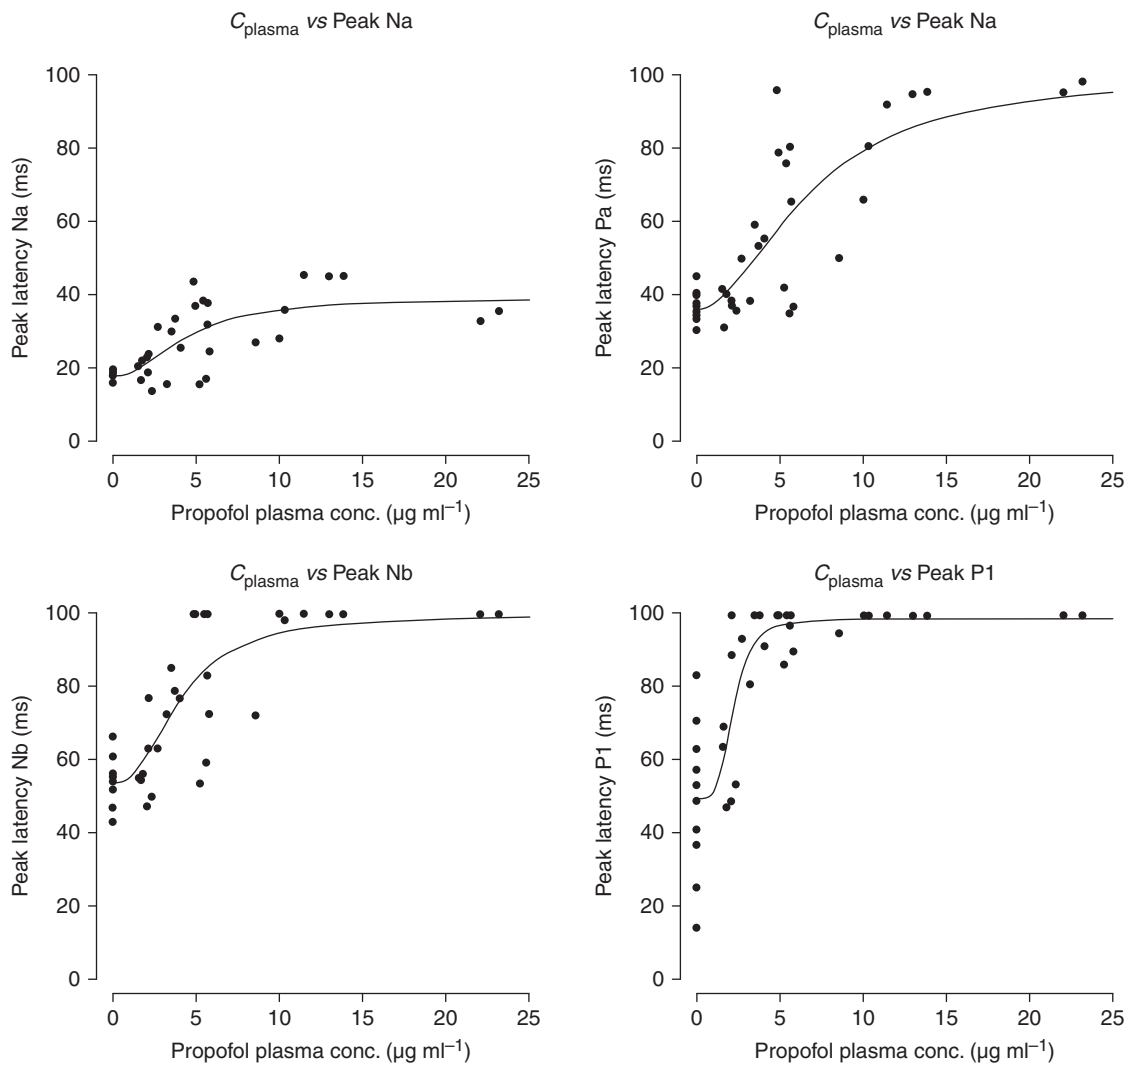 Cplasma vs Peak Na
100
80
60
40
20
0
Peak latency Na (ms)
0 5 10 15 20 25
Propofol plasma conc. (µg ml–1)
Cplasma vs Peak Na
100
80
60
40
20
0
Peak latency Pa (ms)
0 5 10 15 20 25
Propofol plasma conc. (µg ml–1)
Cplasma vs Peak Nb
100
80
60
40
20
0
Peak latency Nb (ms)
0 5 10 15 20 25
Propofol plasma conc. (µg ml–1)
Cplasma vs Peak P1
100
80
60
40
20
0
Peak latency P1 (ms)
0 5 10 15 20 25
Propofol plasma conc. (µg ml–1)